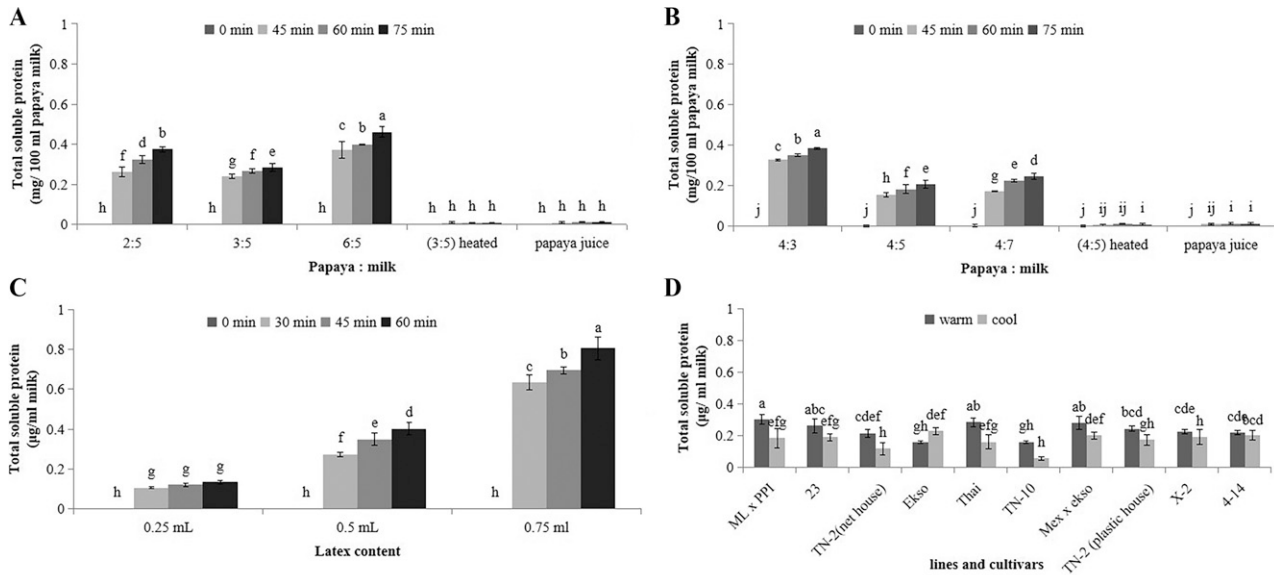 A
Total soluble protein
(mg/ 100 ml papaya milk)
1
0.8
0.6
0.4
0.2
0
0 min 45 min 60 min 75 min
h f d b
h g f e
h c b a
h h h h
h h h h
2:5 3:5 6:5 (3:5) heated papaya juice
Papaya : milk
B
Total soluble protein
(mg/100 ml papaya milk)
1
0.8
0.6
0.4
0.2
0
0 min 45 min 60 min 75 min
j c b a
j h f e
j g e d
j ij ij i
j ij i i
4:3 4:5 4:7 (4:5) heated papaya juice
Papaya : milk
C
Total soluble protein
(µg/ml milk)
1
0.8
0.6
0.4
0.2
0
0 min 30 min 45 min 60 min
h g g g
h f e d
h c b a
0.25 mL 0.5 mL 0.75 ml
Latex content
D
Total soluble protein
(µg/ ml milk)
1
0.8
0.6
0.4
0.2
0
warm cool
a efg abc efg cdef h gh def ab efg gh h ab def bcd gh cde h cde bcd
ML x PPI
23
TN-2(net house)
Ekso
Thai
TN-10
Mex x ekso
TN-2 (plastic house)
X-2
4-14
lines and cultivars